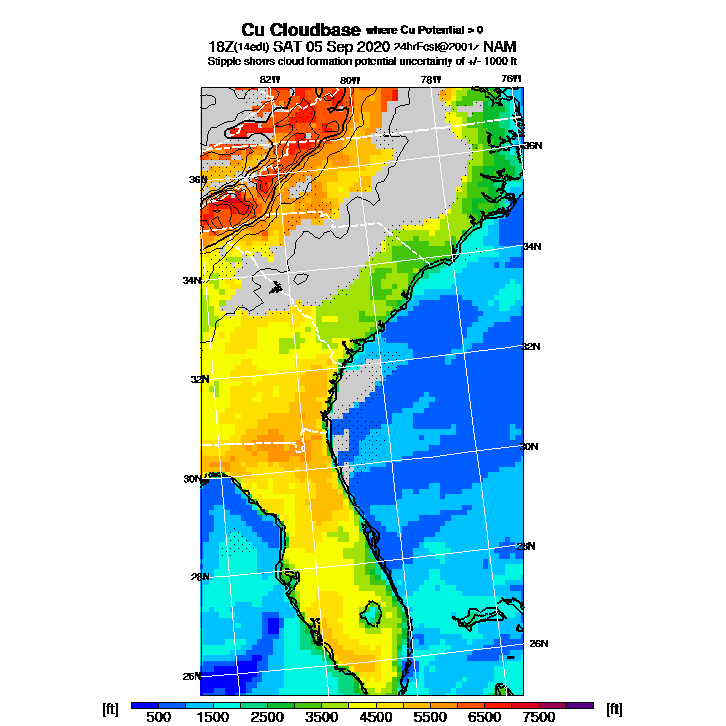 Cu Cloudbase where Cu Potential > 0
18Z(14edt) SAT 05 Sep 2020 24hrFcst@2001z NAM
Stipple shows cloud formation potential uncertainty of +/- 1000 ft
82W 80W 78W 76W
36N
36N
34N
34N
32N
32N
30N
30N
28N
28N
26N
26N
[ft] 500 1500 2500 3500 4500 5500 6500 7500 [ft]